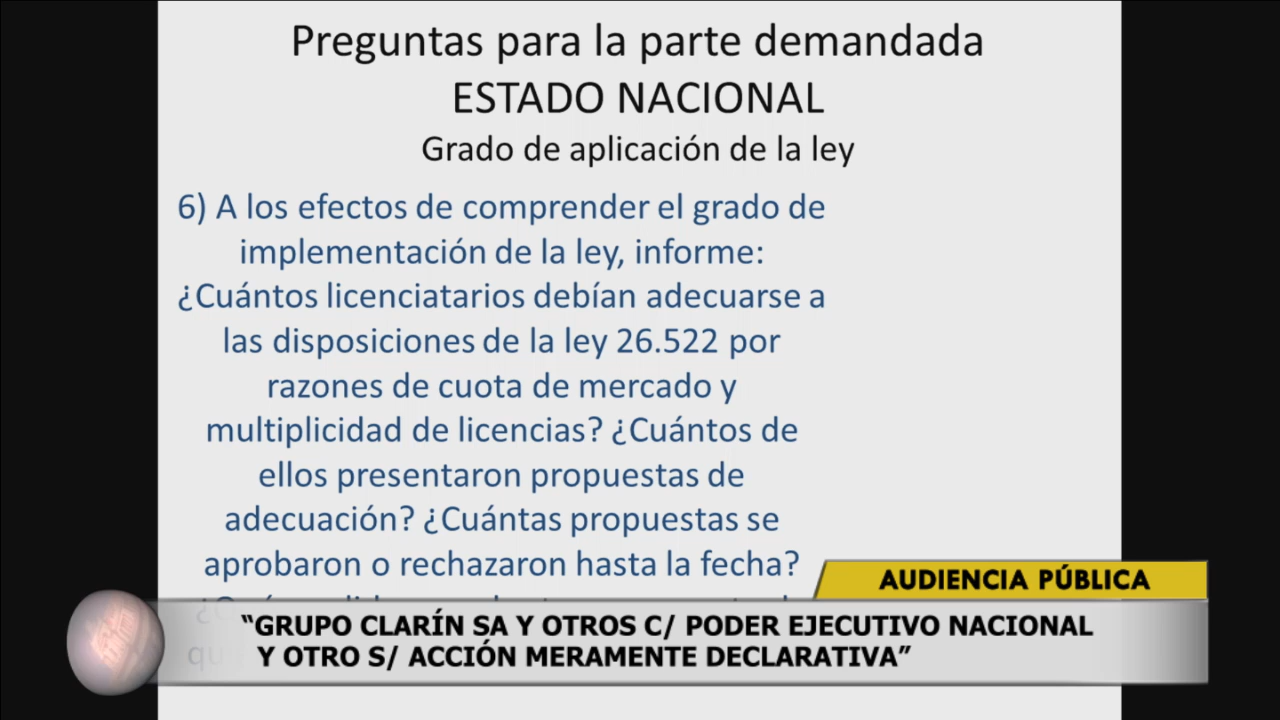 Preguntas para la parte demandada
ESTADO NACIONAL
Grado de aplicación de la ley
6) A los efectos de comprender el grado de
implementación de la ley, informe:
¿Cuántos licenciatarios debían adecuarse a
las disposiciones de la ley 26.522 por
razones de cuota de mercado y
multiplicidad de licencias? ¿Cuántos de
ellos presentaron propuestas de
adecuación? ¿Cuántas propuestas se
aprobaron o rechazaron hasta la fecha?
AUDIENCIA PÚBLICA
“GRUPO CLARÍN SA Y OTROS C/ PODER EJECUTIVO NACIONAL
Y OTRO S/ ACCIÓN MERAMENTE DECLARATIVA”